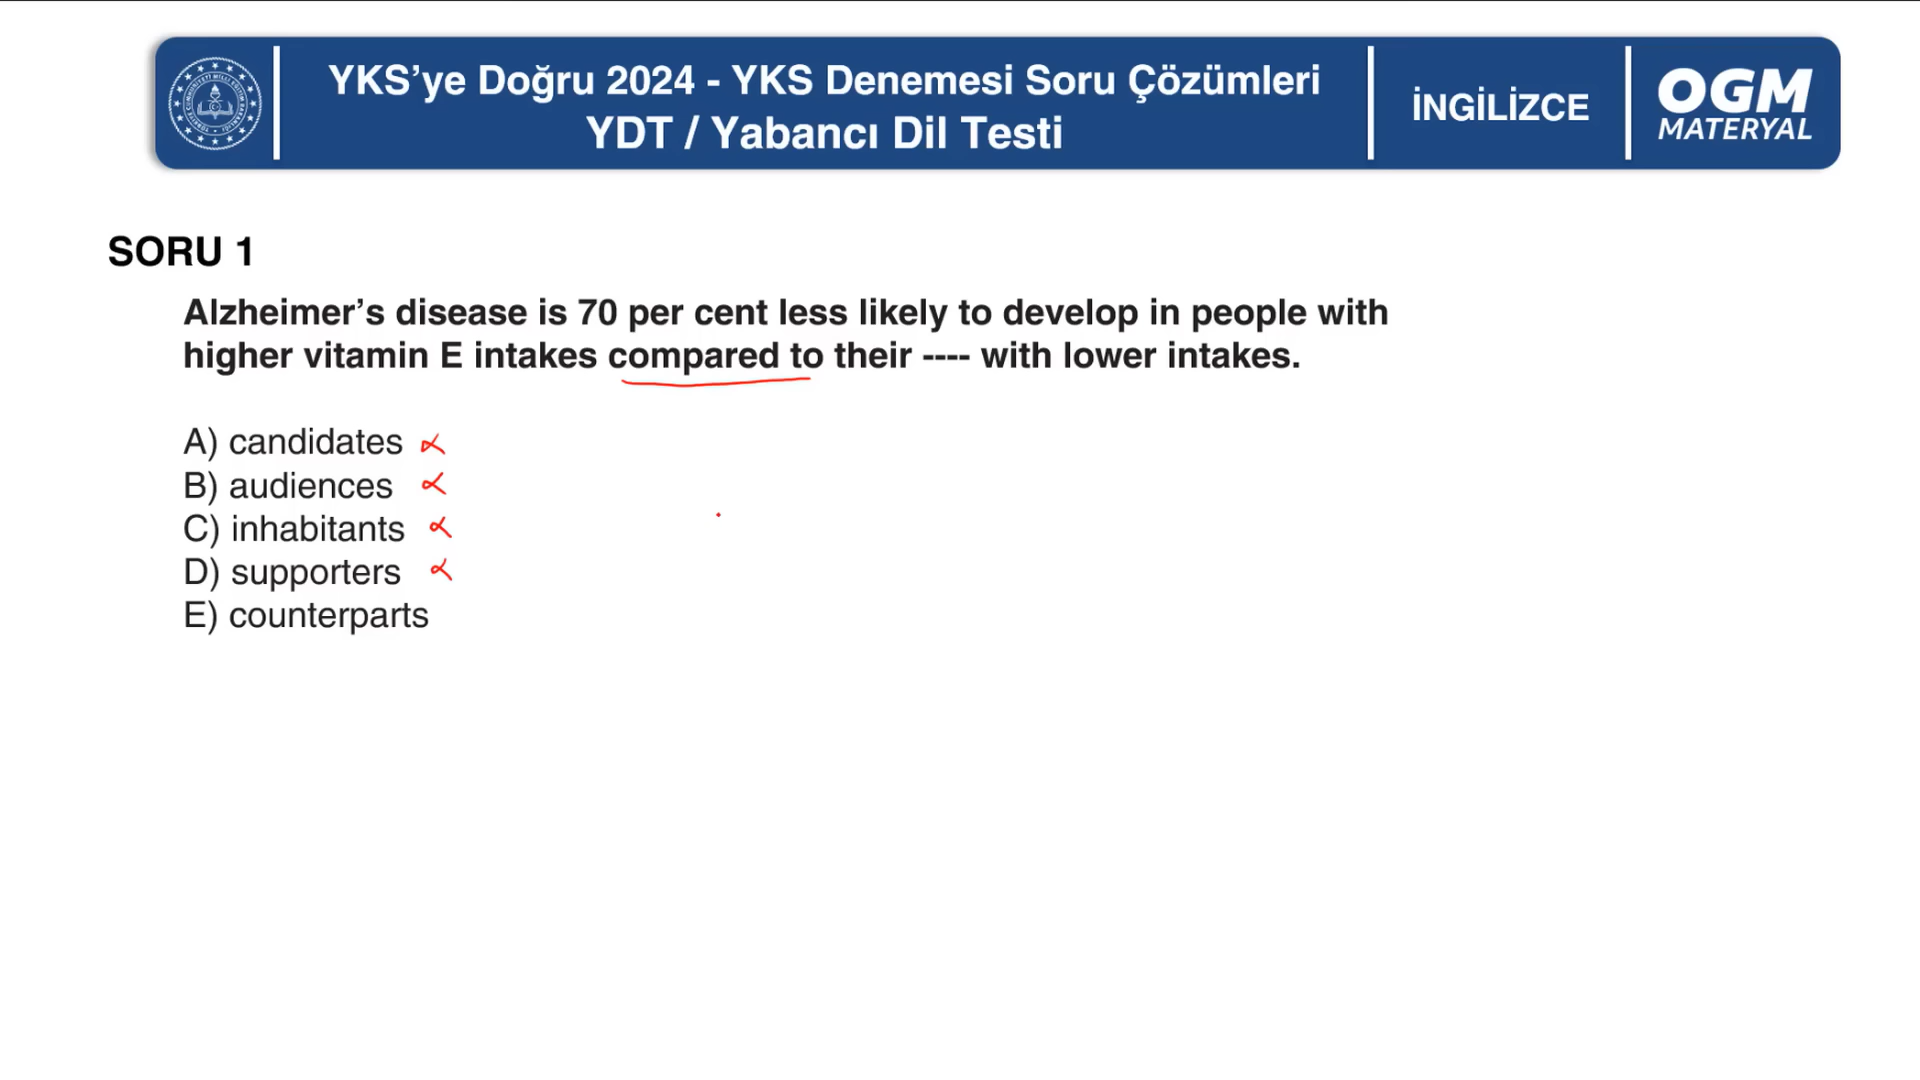 YKS’ye Doğru 2024 - YKS Denemesi Soru Çözümleri
YDT / Yabancı Dil Testi
İNGİLİZCE
OGM
MATERYAL
SORU 1
Alzheimer’s disease is 70 per cent less likely to develop in people with
higher vitamin E intakes compared to their ---- with lower intakes.
A) candidates
B) audiences
C) inhabitants
D) supporters
E) counterparts